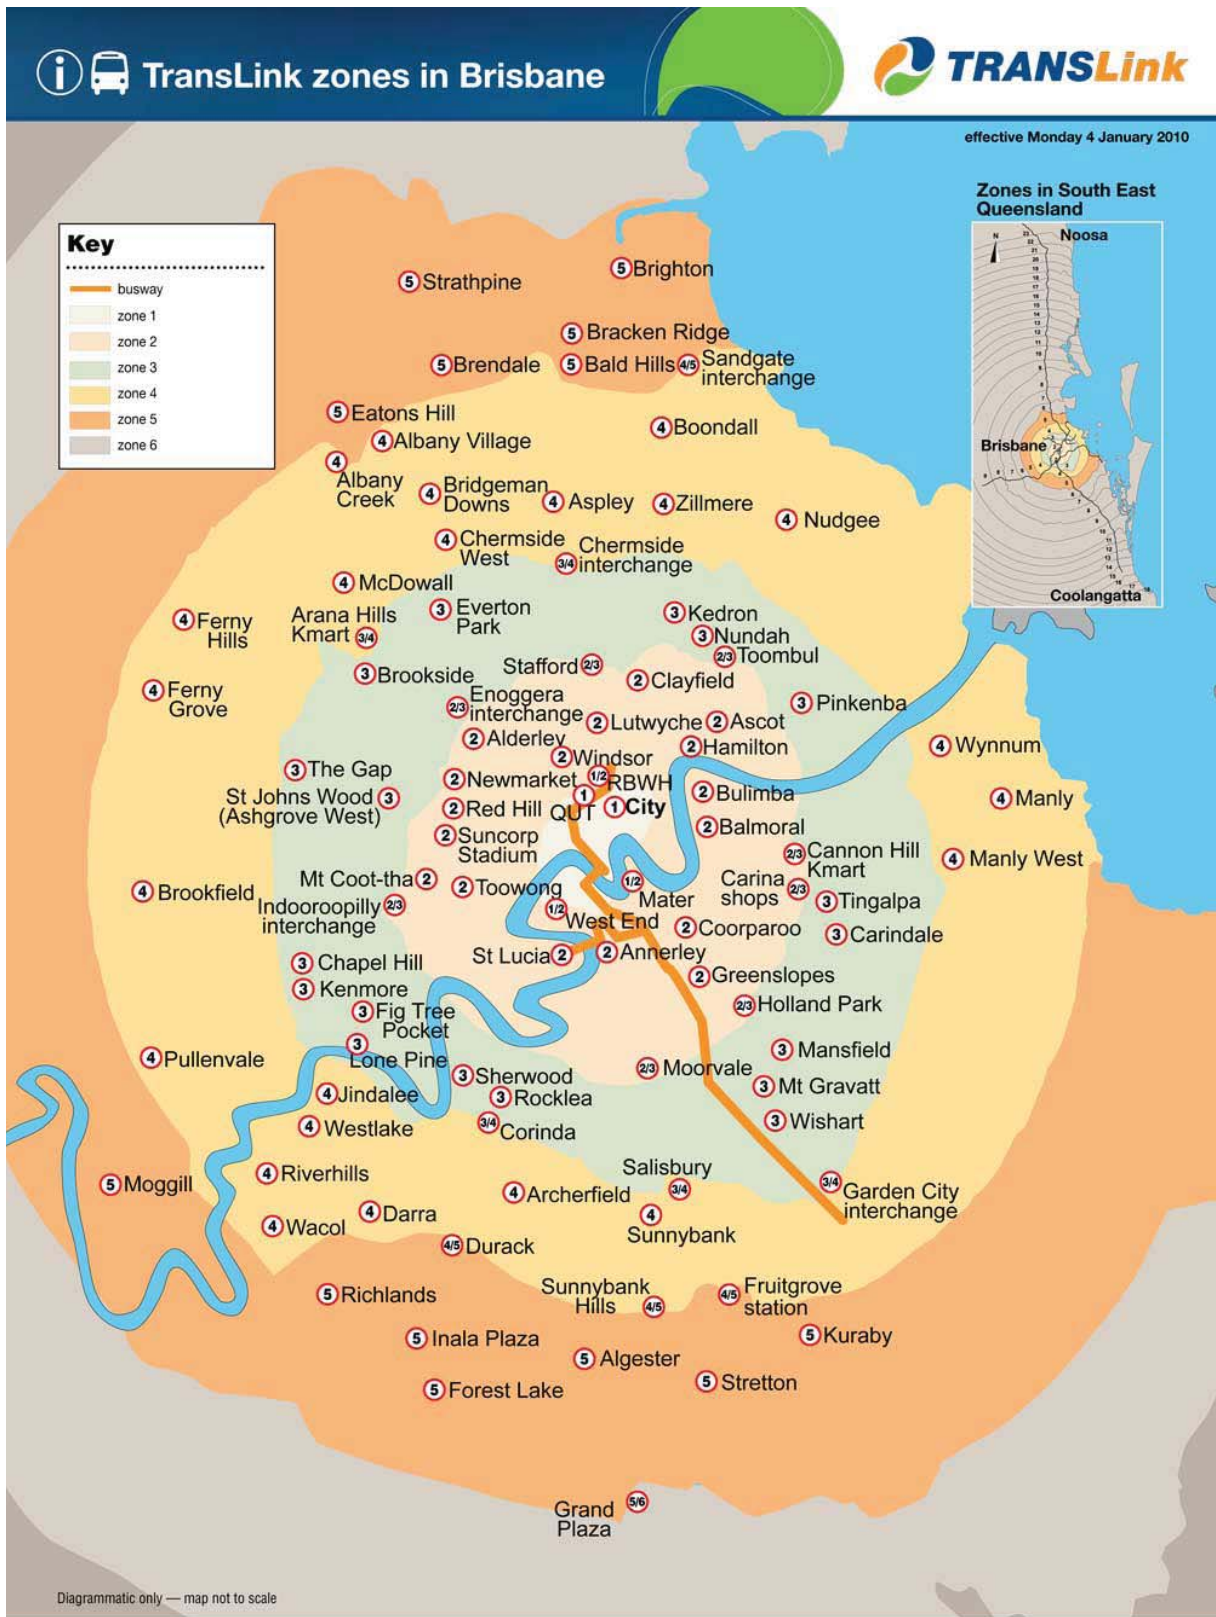 TransLink zones in Brisbane
TRANSLink
effective Monday 4 January 2010
Zones in South East
Queensland
Noosa
N
Brisbane
Coolangatta
Key
busway
zone 1
zone 2
zone 3
zone 4
zone 5
zone 6
5 Strathpine
5 Brighton
5 Bracken Ridge
5 Brendale
5 Bald Hills
4/5 Sandgate
interchange
5 Eatons Hill
4 Albany Village
4 Boondall
4
Albany
Creek
4 Bridgeman
Downs
4 Aspley
4 Zillmere
4 Nudgee
4 Chermside
West
3/4 Chermside
interchange
4 McDowall
4 Ferny
Hills
Arana Hills
Kmart 3/4
3 Everton
Park
3 Kedron
3 Nundah
2/3 Toombul
Stafford 2/3
3 Brookside
2 Clayfield
4 Ferny
Grove
2/3 Enoggera
interchange
3 Pinkenba
2 Lutwyche
2 Ascot
2 Alderley
2 Hamilton
4 Wynnum
2 Windsor
3 The Gap
2 Newmarket
1/2 RBWH
St Johns Wood 3
(Ashgrove West)
1
QUT
1 City
2 Bulimba
4 Manly
2 Red Hill
2 Suncorp
Stadium
2 Balmoral
2/3 Cannon Hill
Kmart
4 Manly West
Mt Coot-tha 2
2 Toowong
1/2
Mater
Carina
shops 2/3
4 Brookfield
Indooroopilly 2/3
interchange
3 Tingalpa
1/2
West End
2 Coorparoo
3 Carindale
St Lucia 2
2 Annerley
3 Chapel Hill
2 Greenslopes
3 Kenmore
2/3 Holland Park
3 Fig Tree
Pocket
3
Lone Pine
3 Mansfield
4 Pullenvale
2/3 Moorvale
3 Sherwood
3 Mt Gravatt
4 Jindalee
3 Rocklea
3 Wishart
4 Westlake
3/4
Corinda
4 Riverhills
Salisbury
3/4
5 Moggill
3/4 Garden City
interchange
4 Archerfield
4 Darra
4
Sunnybank
4 Wacol
4/5 Durack
5 Richlands
Sunnybank
Hills 4/5
4/5 Fruitgrove
station
5 Inala Plaza
5 Kuraby
5 Algester
5 Stretton
5 Forest Lake
Grand 5/6
Plaza
Diagrammatic only — map not to scale